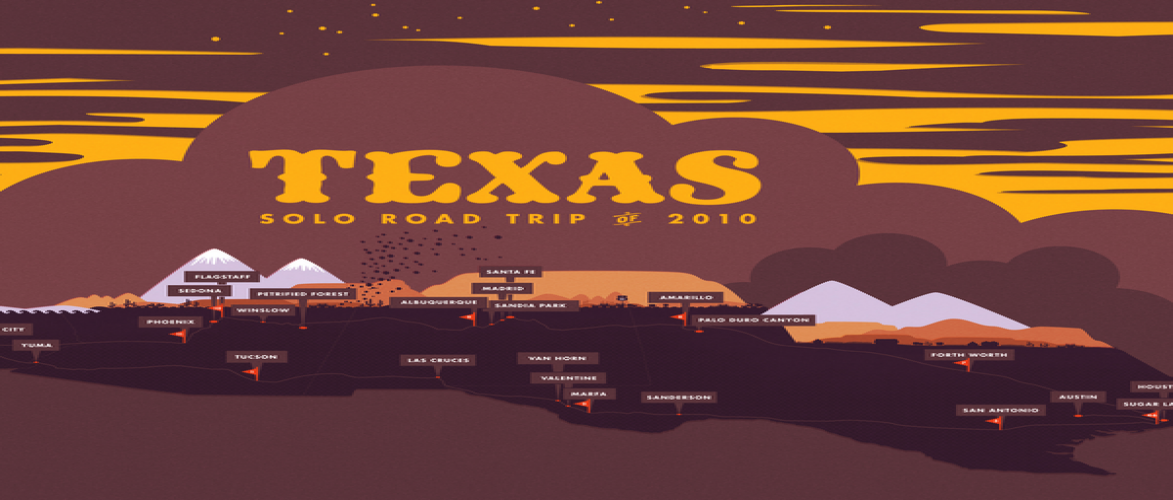 TEXAS
SOLO ROAD TRIP OF 2010
FLAGSTAFF
SANTA FE
SEDONA
PETRIFIED FOREST
MADRID
AMARILLO
WINSLOW
ALBUQUERQUE
SANDIA PARK
PHOENIX
PALO DURO CANYON
CITY
YUMA
TUCSON
LAS CRUCES
VAN HORN
FORTH WORTH
VALENTINE
HOUST
MARFA
SANDERSON
AUSTIN
SUGAR LA
SAN ANTONIO